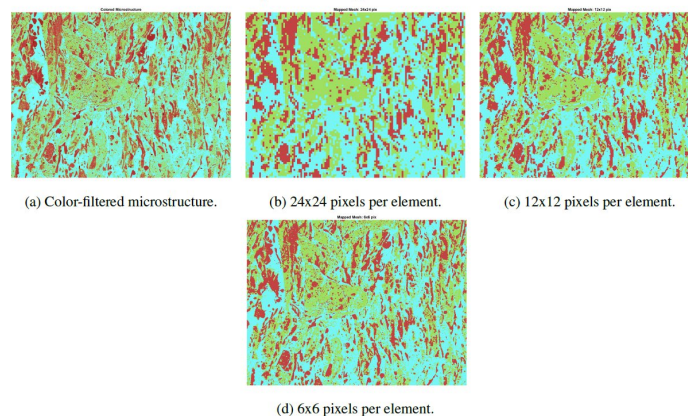 Colored Microstructure
Mapped Mesh: 24x24 pix
Mapped Mesh: 12x12 pix
(a) Color-filtered microstructure.
(b) 24x24 pixels per element.
(c) 12x12 pixels per element.
Mapped Mesh: 6x6 pix
(d) 6x6 pixels per element.